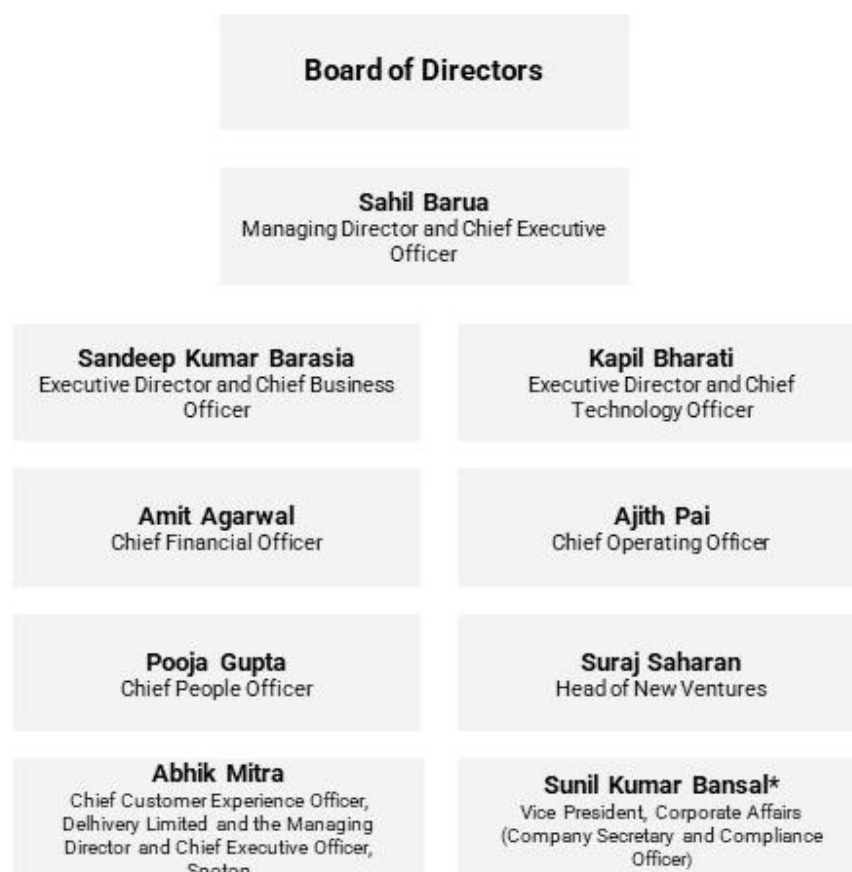 Board of Directors
Sahil Barua
Managing Director and Chief Executive
Officer
Sandeep Kumar Barasia
Executive Director and Chief Business
Officer
Kapil Bharati
Executive Director and Chief
Technology Officer
Amit Agarwal
Chief Financial Officer
Ajith Pai
Chief Operating Officer
Pooja Gupta
Chief People Officer
Suraj Saharan
Head of New Ventures
Abhik Mitra
Chief Customer Experience Officer,
Delhivery Limited and the Managing
Director and Chief Executive Officer,
Spoton
Sunil Kumar Bansal*
Vice President, Corporate Affairs
(Company Secretary and Compliance
Officer)